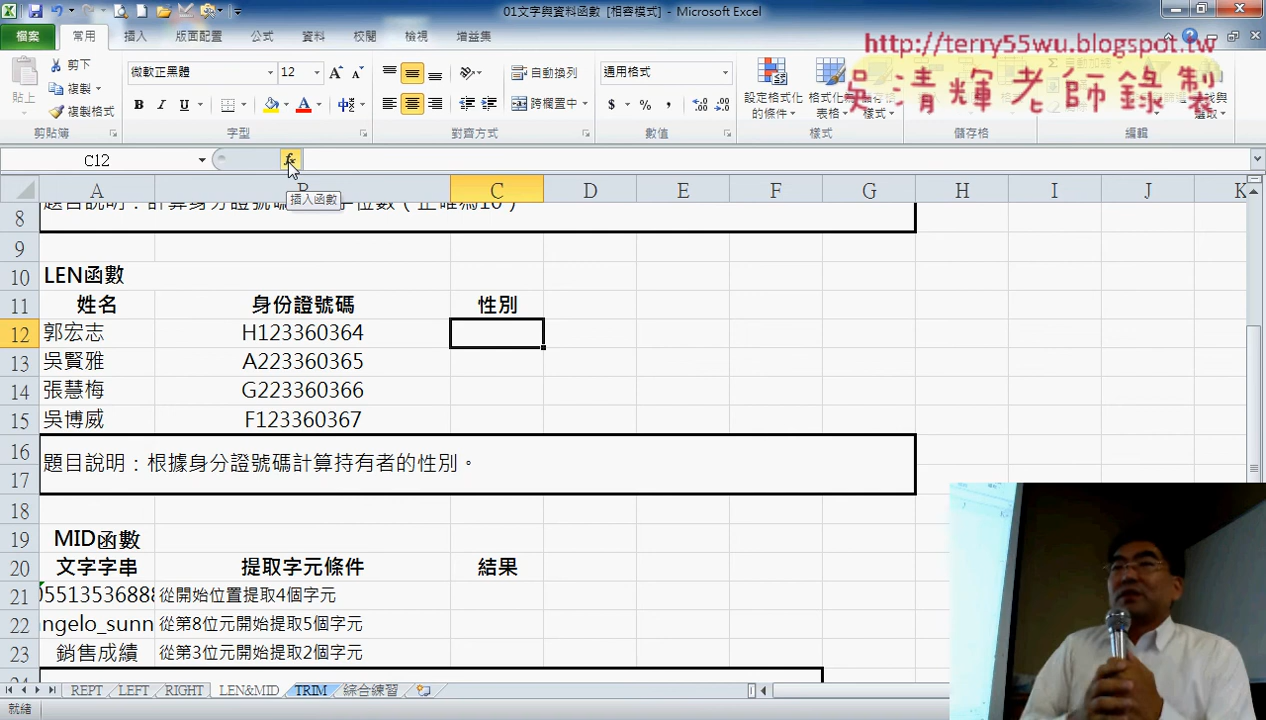 01文字與資料函數 [相容模式] - Microsoft Excel
檔案 常用 插入 版面配置 公式 資料 校閱 檢視 增益集
http://terry55wu.blogspot.tw
吳清輝老師錄製
貼上 剪下 複製 複製格式 剪貼簿
微軟正黑體 12 B I U A 字型
自動換列 跨欄置中 對齊方式
通用格式 $ % , 數值
設定格式化的條件 樣式 儲存格 編輯
C12 fx
插入函數
A B C D E F G H I J K
8
9
10 LEN函數
11 姓名 身份證號碼 性別
12 郭宏志 H123360364
13 吳賢雅 A223360365
14 張慧梅 G223360366
15 吳博威 F123360367
16 題目說明：根據身分證號碼計算持有者的性別。
17
18
19 MID函數
20 文字字串 提取字元條件 結果
21 0551353688 從開始位置提取4個字元
22 ngelo_sunn 從第8位元開始提取5個字元
23 銷售成績 從第3位元開始提取2個字元
REPT LEFT RIGHT LEN&MID TRIM 綜合練習
就緒